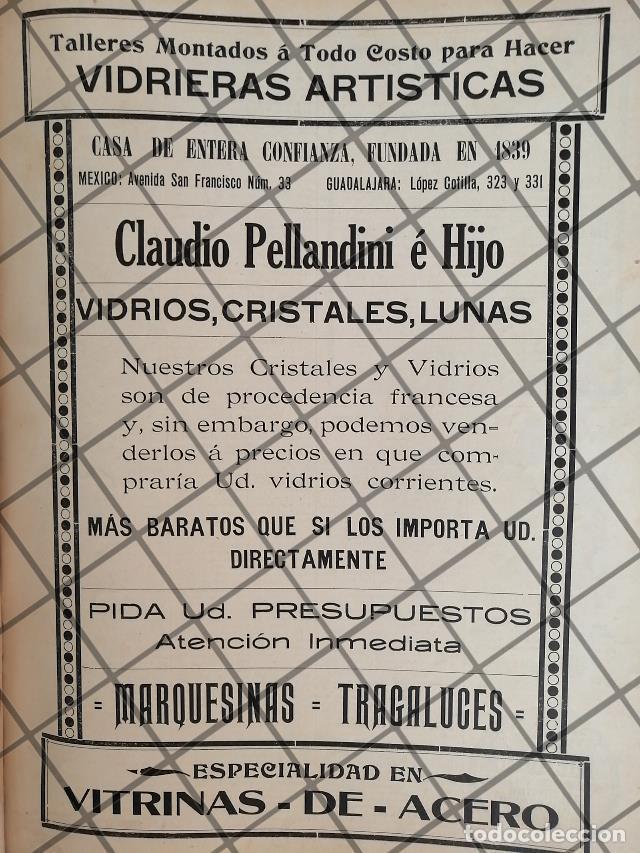 Talleres Montados á Todo Costo para Hacer
VIDRIERAS ARTISTICAS
CASA DE ENTERA CONFIANZA, FUNDADA EN 1839
MEXICO: Avenida San Francisco Núm. 33 GUADALAJARA: López Cotilla, 323 y 331
Claudio Pellandini é Hijo
VIDRIOS, CRISTALES, LUNAS
Nuestros Cristales y Vidrios
son de procedencia francesa
y, sin embargo, podemos ven-
derlos á precios en que com-
praría Ud. vidrios corrientes.
MÁS BARATOS QUE SI LOS IMPORTA UD.
DIRECTAMENTE
PIDA Ud. PRESUPUESTOS
Atención Inmediata
= MARQUESINAS = TRAGALUCES =
ESPECIALIDAD EN
VITRINAS - DE - ACERO
todocoleccion